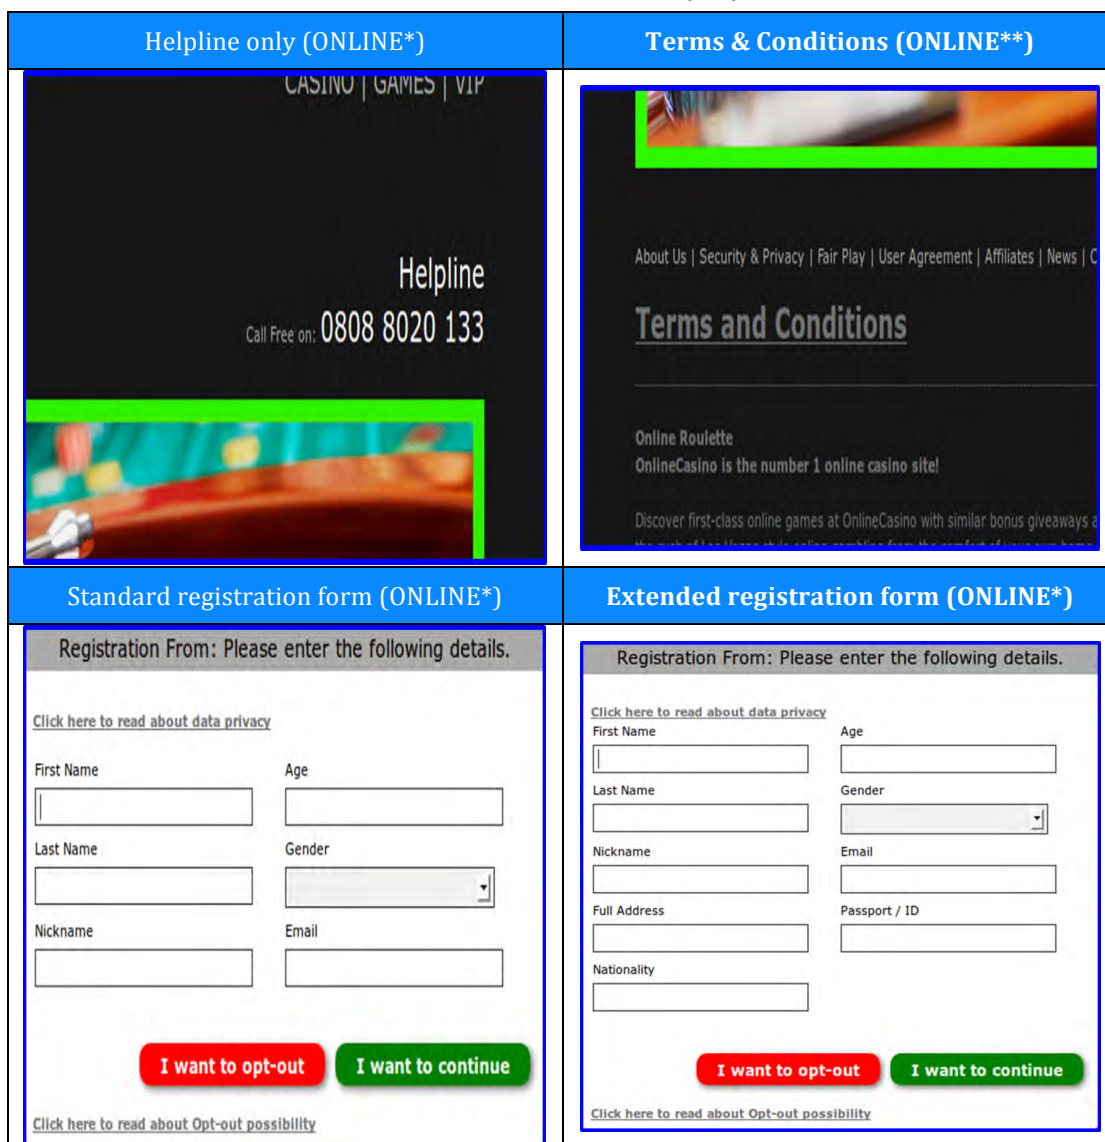 Helpline only (ONLINE*)
Terms & Conditions (ONLINE**)
CASINO | GAMES | VIP
Helpline
Call Free on: 0808 8020 133
About Us | Security & Privacy | Fair Play | User Agreement | Affiliates | News | C
Terms and Conditions
Online Roulette
OnlineCasino is the number 1 online casino site!
Discover first-class online games at OnlineCasino with similar bonus giveaways a
Standard registration form (ONLINE*)
Extended registration form (ONLINE*)
Registration From: Please enter the following details.
Click here to read about data privacy
First Name
Age
Last Name
Gender
Nickname
Email
I want to opt-out
I want to continue
Click here to read about Opt-out possibility
Registration From: Please enter the following details.
Click here to read about data privacy
First Name
Age
Last Name
Gender
Nickname
Email
Full Address
Passport / ID
Nationality
I want to opt-out
I want to continue
Click here to read about Opt-out possibility